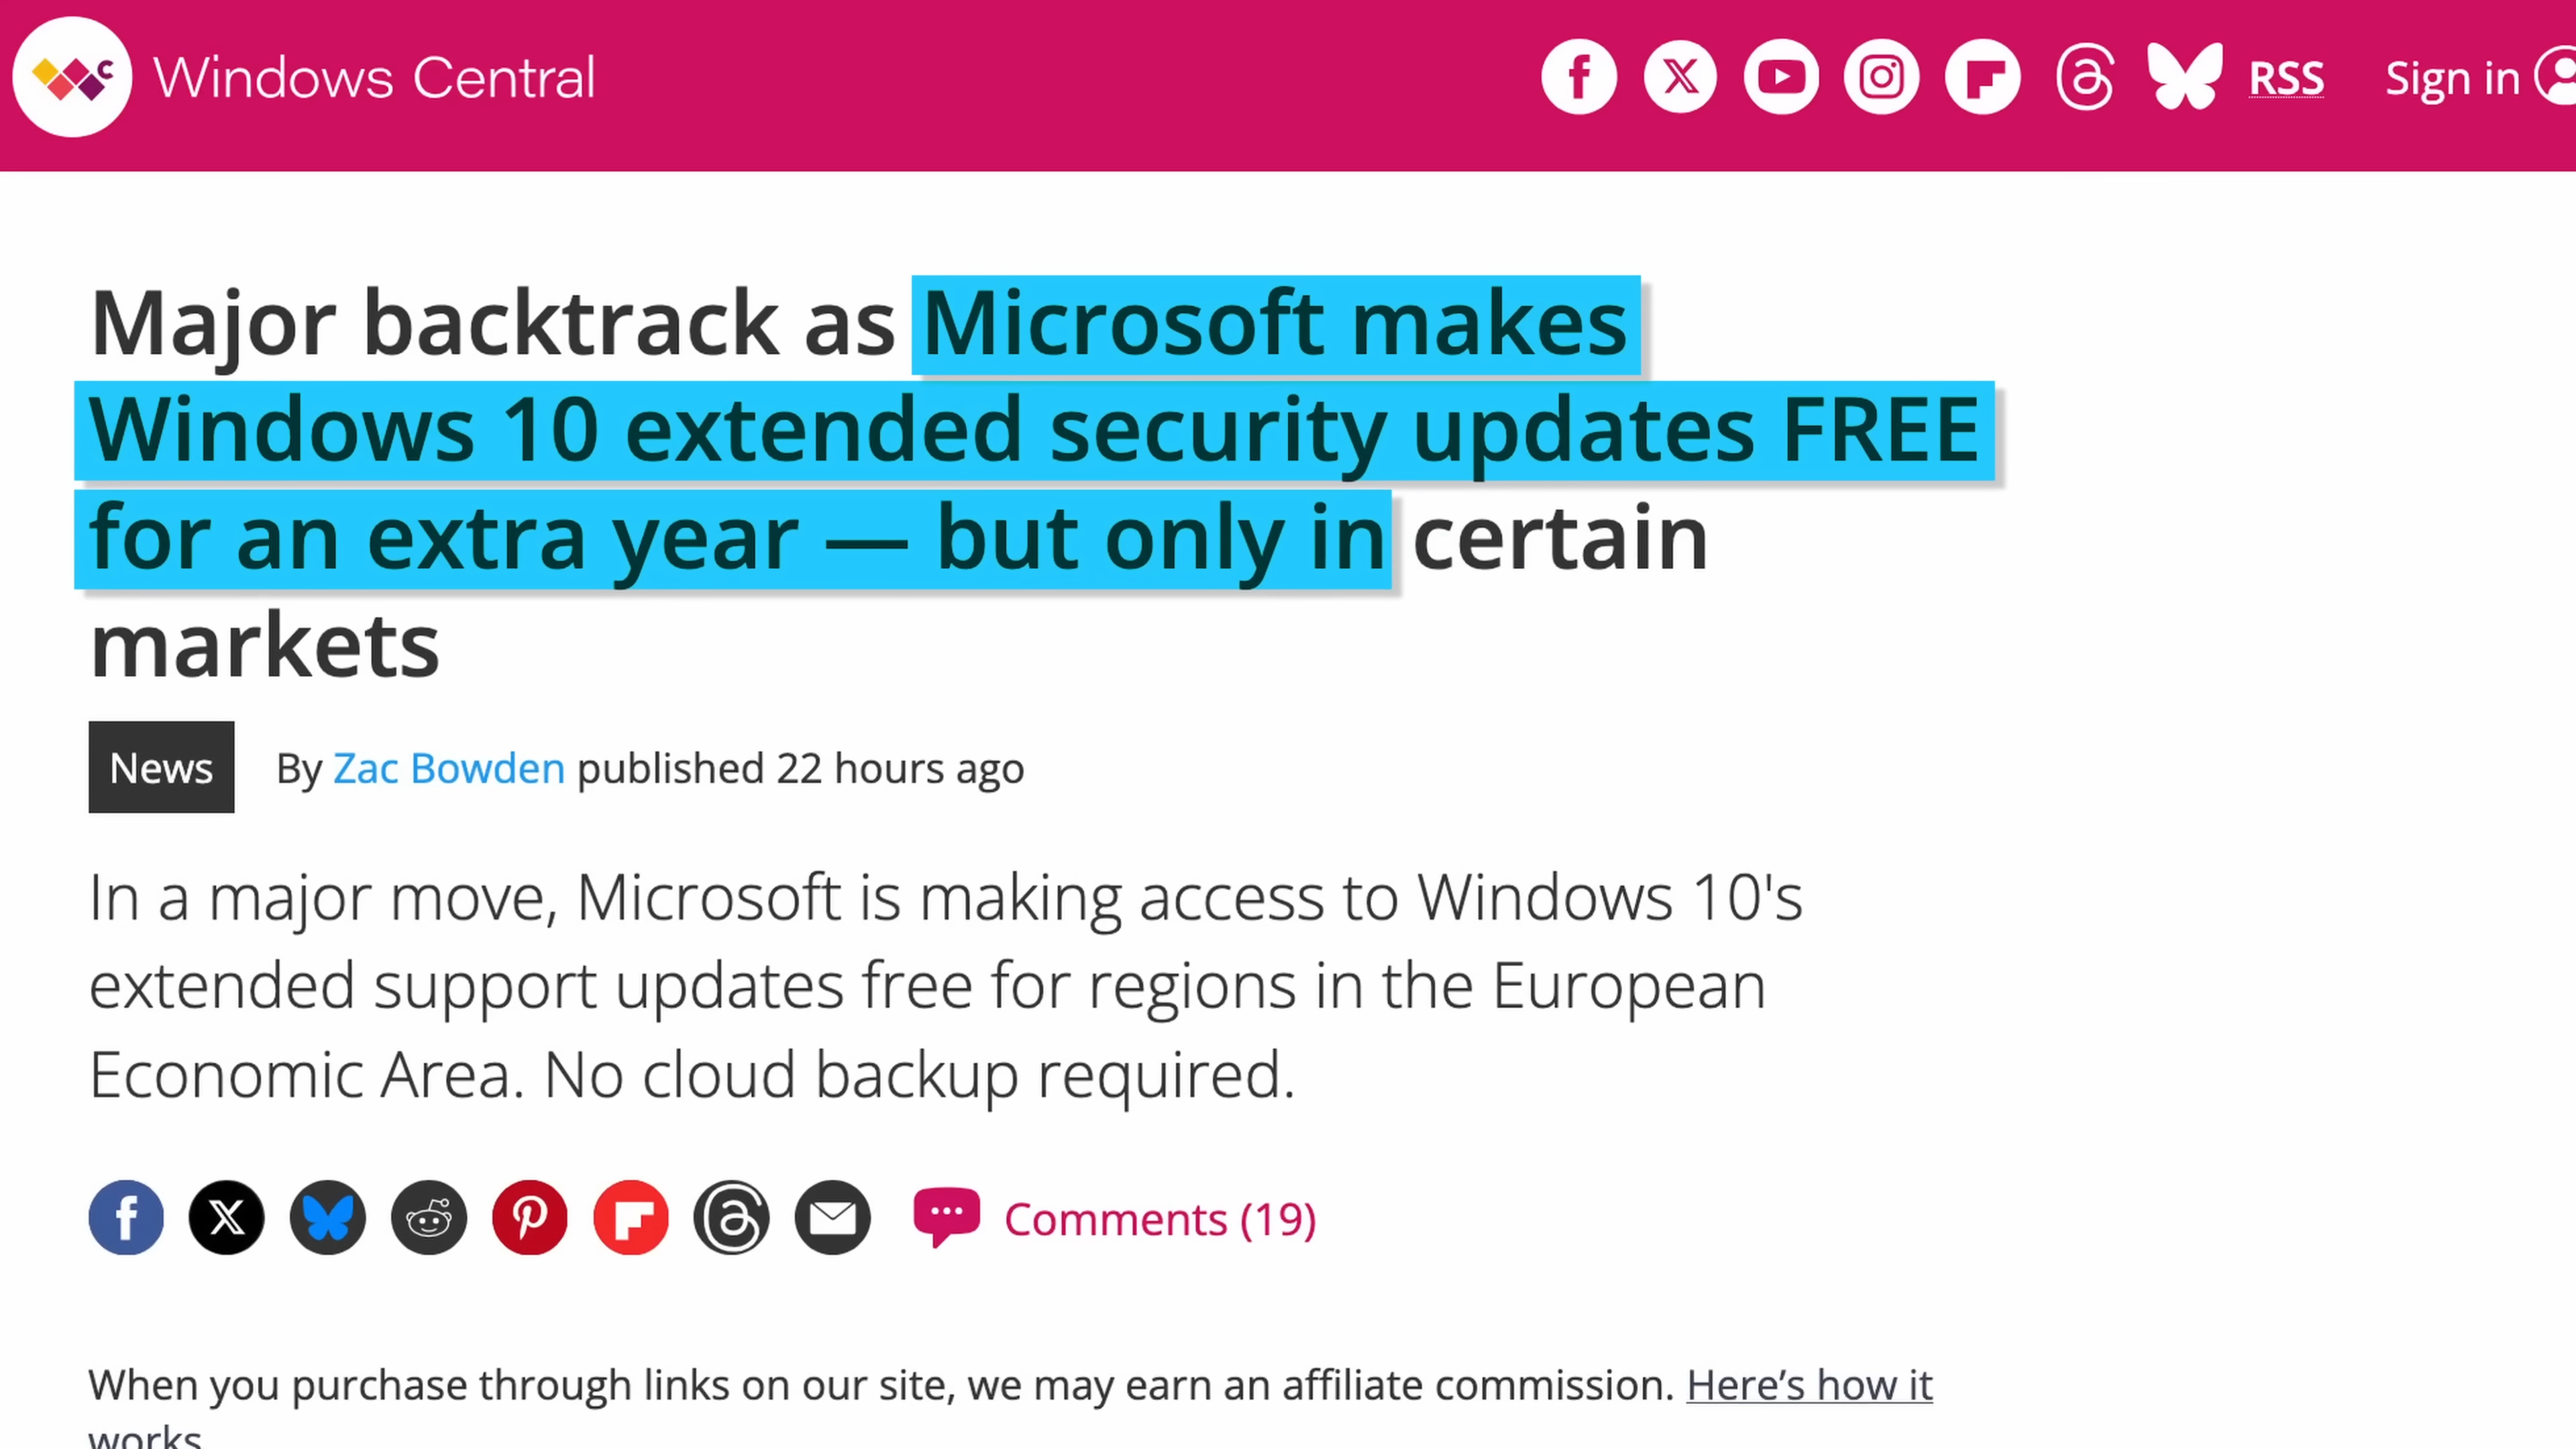 Windows Central
RSS
Sign in
Major backtrack as Microsoft makes
Windows 10 extended security updates FREE
for an extra year — but only in certain
markets
News
By Zac Bowden published 22 hours ago
In a major move, Microsoft is making access to Windows 10's
extended support updates free for regions in the European
Economic Area. No cloud backup required.
Comments (19)
When you purchase through links on our site, we may earn an affiliate commission. Here’s how it
works